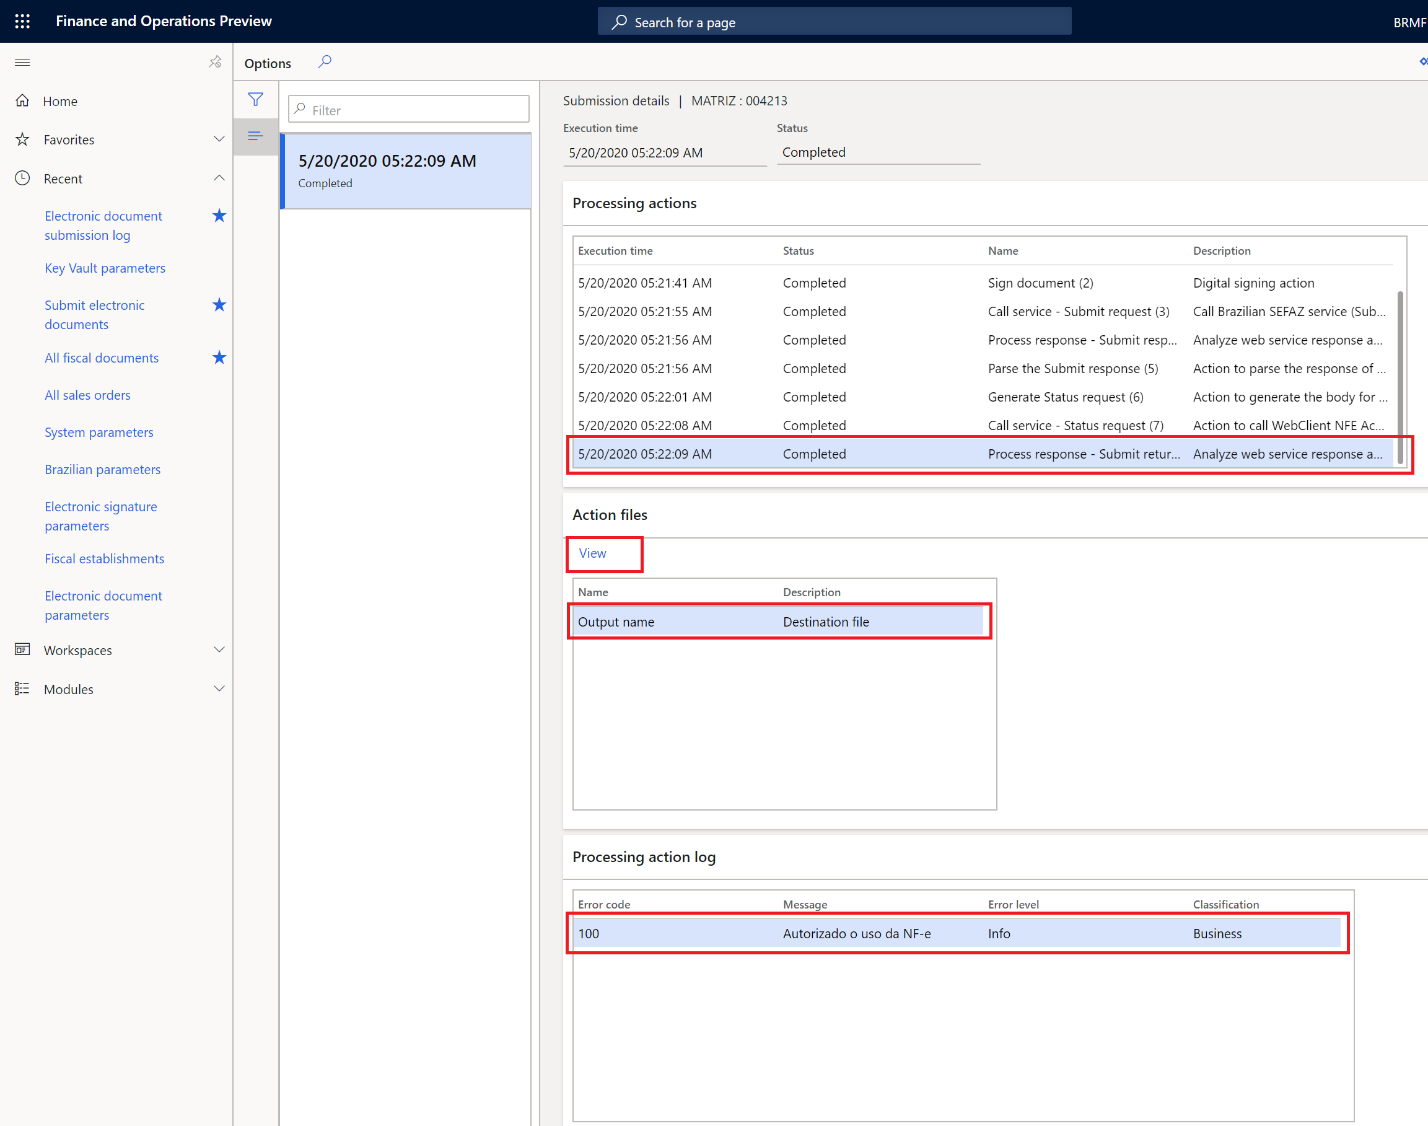 Finance and Operations Preview
Search for a page
BRMF
Options
Home
Favorites
Recent
Electronic document
submission log
Key Vault parameters
Submit electronic
documents
All fiscal documents
All sales orders
System parameters
Brazilian parameters
Electronic signature
parameters
Fiscal establishments
Electronic document
parameters
Workspaces
Modules
Filter
5/20/2020 05:22:09 AM
Completed
Submission details | MATRIZ : 004213
Execution time Status
5/20/2020 05:22:09 AM Completed
Processing actions
Execution time Status Name Description
5/20/2020 05:21:41 AM Completed Sign document (2) Digital signing action
5/20/2020 05:21:55 AM Completed Call service - Submit request (3) Call Brazilian SEFAZ service (Sub...
5/20/2020 05:21:56 AM Completed Process response - Submit resp... Analyze web service response a...
5/20/2020 05:21:56 AM Completed Parse the Submit response (5) Action to parse the response of ...
5/20/2020 05:22:01 AM Completed Generate Status request (6) Action to generate the body for ...
5/20/2020 05:22:08 AM Completed Call service - Status request (7) Action to call WebClient NFE Ac...
5/20/2020 05:22:09 AM Completed Process response - Submit retur... Analyze web service response a...
Action files
View
Name Description
Output name Destination file
Processing action log
Error code Message Error level Classification
100 Autorizado o uso da NF-e Info Business